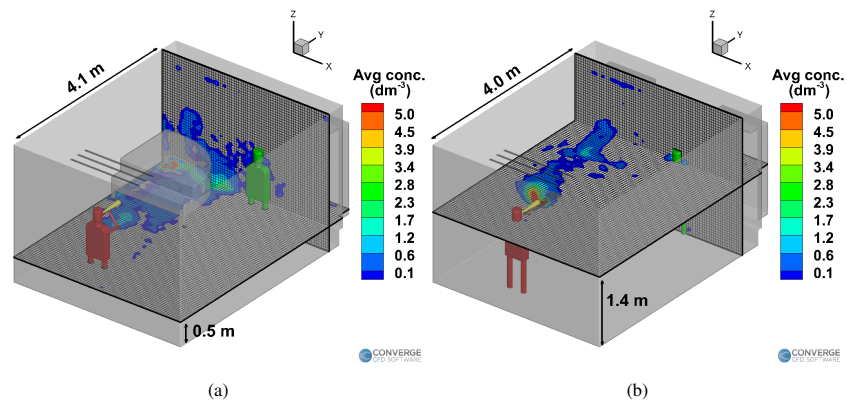 Z
Y
X
4.1 m
Avg conc.
(dm-3)
5.0
4.5
3.9
3.4
2.8
2.3
1.7
1.2
0.6
0.1
0.5 m
CONVERGE
CFD SOFTWARE
(a)
Z
Y
X
4.0 m
Avg conc.
(dm-3)
5.0
4.5
3.9
3.4
2.8
2.3
1.7
1.2
0.6
0.1
1.4 m
CONVERGE
CFD SOFTWARE
(b)